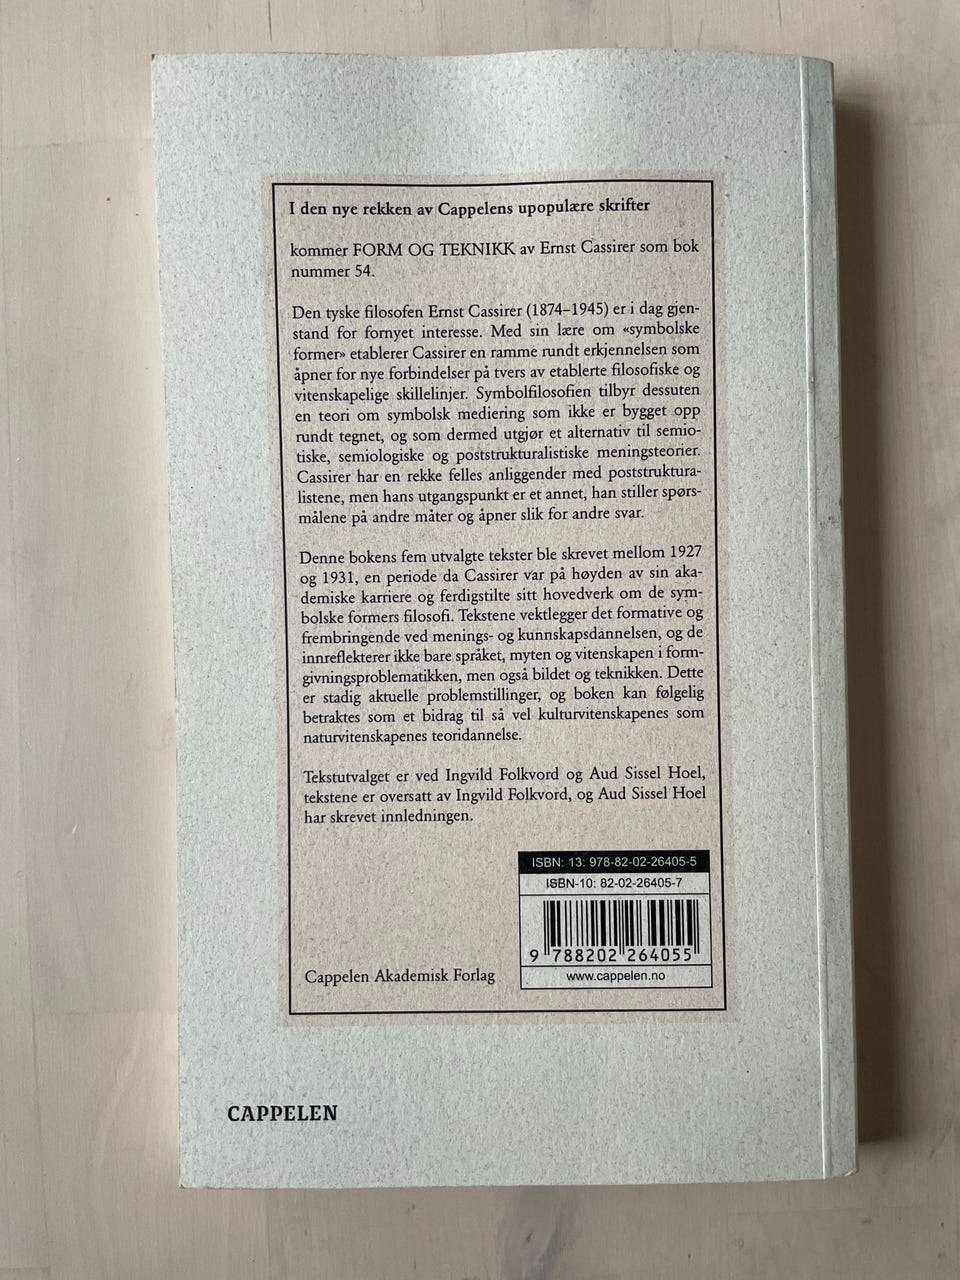 I den nye rekken av Cappelens upopulære skrifter
kommer FORM OG TEKNIKK av Ernst Cassirer som bok
nummer 54.
Den tyske filosofen Ernst Cassirer (1874–1945) er i dag gjen-
stand for fornyet interesse. Med sin lære om «symbolske
former» etablerer Cassirer en ramme rundt erkjennelsen som
åpner for nye forbindelser på tvers av etablerte filosofiske og
vitenskapelige skillelinjer. Symbolfilosofien tilbyr dessuten
en teori om symbolsk mediering som ikke er bygget opp
rundt tegnet, og som dermed utgjør et alternativ til semio-
tiske, semiologiske og poststrukturalistiske meningsteorier.
Cassirer har en rekke felles anliggender med poststruktura-
listene, men hans utgangspunkt er et annet, han stiller spørs-
målene på andre måter og åpner slik for andre svar.
Denne bokens fem utvalgte tekster ble skrevet mellom 1927
og 1931, en periode da Cassirer var på høyden av sin aka-
demiske karriere og ferdigstilte sitt hovedverk om de sym-
bolske formers filosofi. Tekstene vektlegger det formative og
frembringende ved menings- og kunnskapsdannelsen, og de
innreflekterer ikke bare språket, myten og vitenskapen i form-
givningsproblematikken, men også bildet og teknikken. Dette
er stadig aktuelle problemstillinger, og boken kan følgelig
betraktes som et bidrag til så vel kulturvitenskapenes som
naturvitenskapenes teoridannelse.
Tekstutvalget er ved Ingvild Folkvord og Aud Sissel Hoel,
tekstene er oversatt av Ingvild Folkvord, og Aud Sissel Hoel
har skrevet innledningen.
ISBN: 13: 978-82-02-26405-5
ISBN-10: 82-02-26405-7
9 788202 264055
www.cappelen.no
Cappelen Akademisk Forlag
CAPPELEN